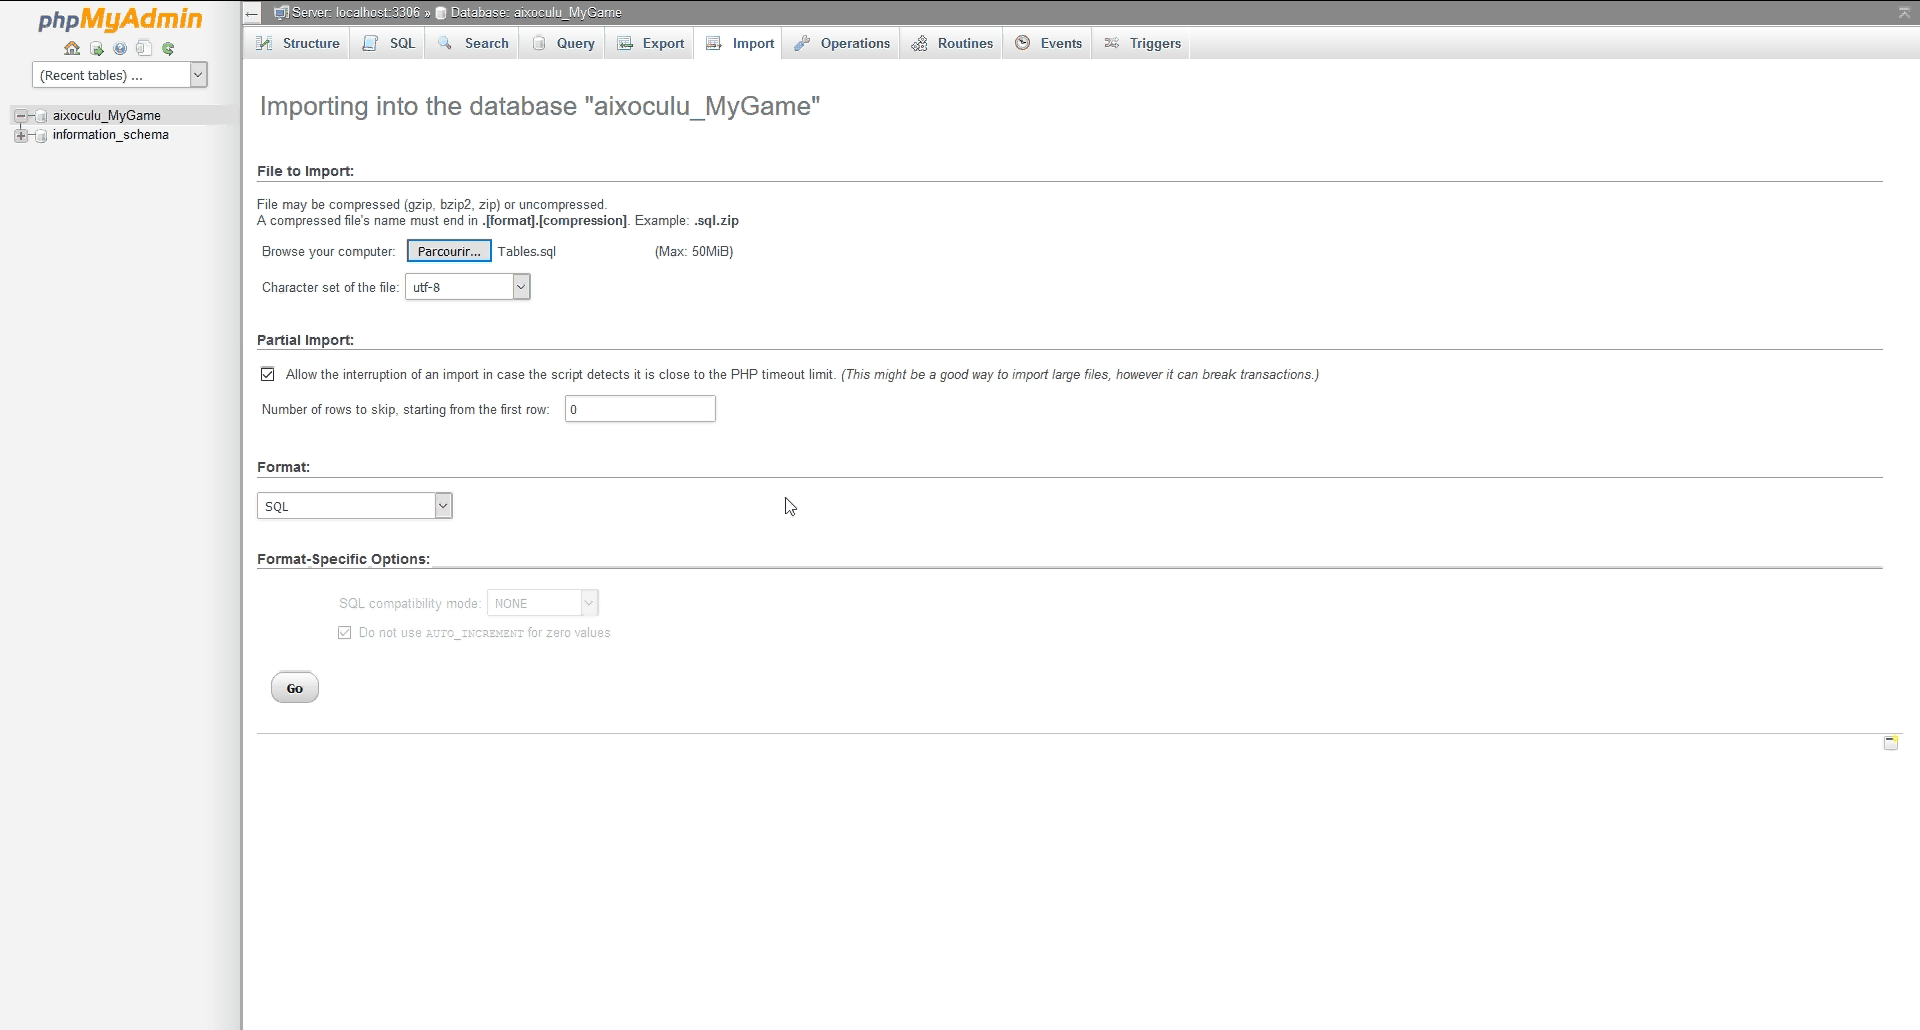 phpMyAdmin
(Recent tables) ...
aixoculu_MyGame
information_schema
Server: localhost:3306 » Database: aixoculu_MyGame
Structure SQL Search Query Export Import Operations Routines Events Triggers
Importing into the database "aixoculu_MyGame"
File to Import:
File may be compressed (gzip, bzip2, zip) or uncompressed.
A compressed file's name must end in .[format].[compression]. Example: .sql.zip
Browse your computer: Parcourir... Tables.sql (Max: 50MiB)
Character set of the file: utf-8
Partial Import:
Allow the interruption of an import in case the script detects it is close to the PHP timeout limit. (This might be a good way to import large files, however it can break transactions.)
Number of rows to skip, starting from the first row: 0
Format:
SQL
Format-Specific Options:
SQL compatibility mode: NONE
Do not use AUTO_INCREMENT for zero values
Go